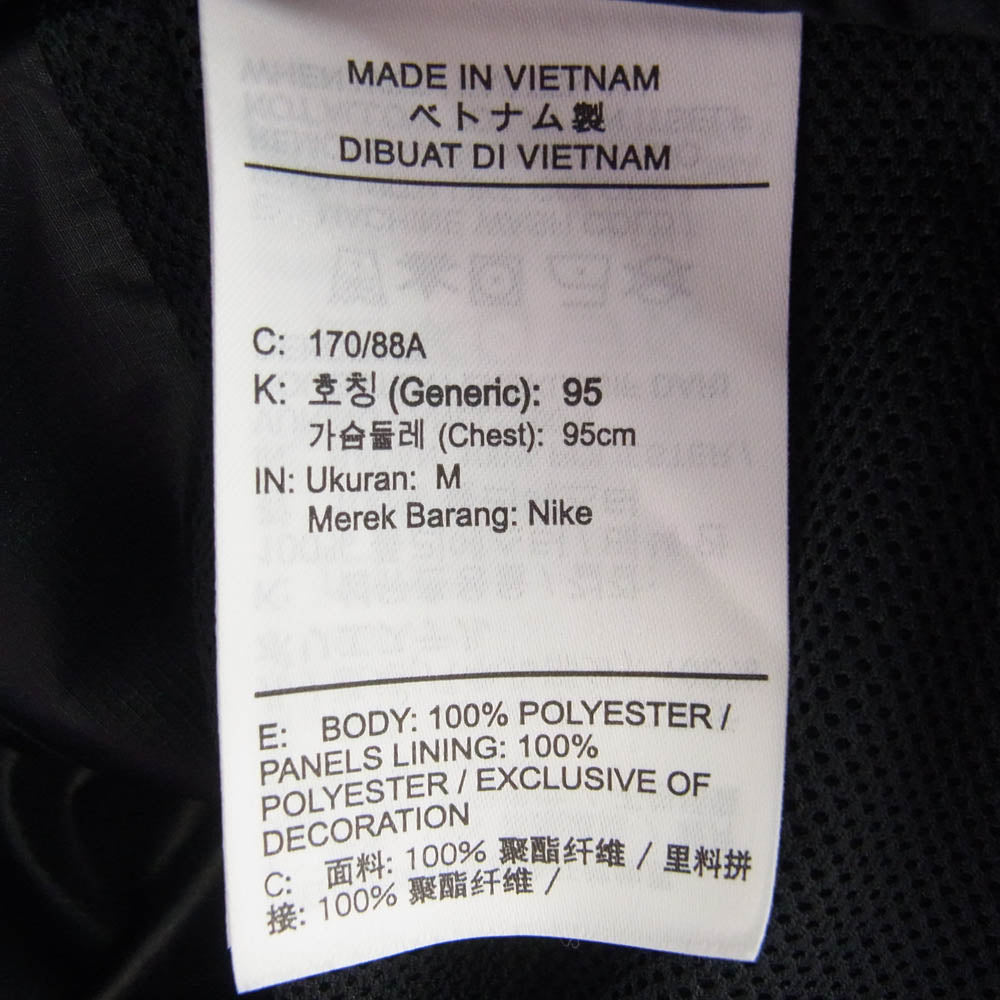 MADE IN VIETNAM
ベトナム製
DIBUAT DI VIETNAM
C: 170/88A
K: 호칭 (Generic): 95
가슴둘레 (Chest): 95cm
IN: Ukuran: M
Merek Barang: Nike
E: BODY: 100% POLYESTER /
PANELS LINING: 100%
POLYESTER / EXCLUSIVE OF
DECORATION
C: 面料: 100% 聚酯纤维 / 里料拼
接: 100% 聚酯纤维 /